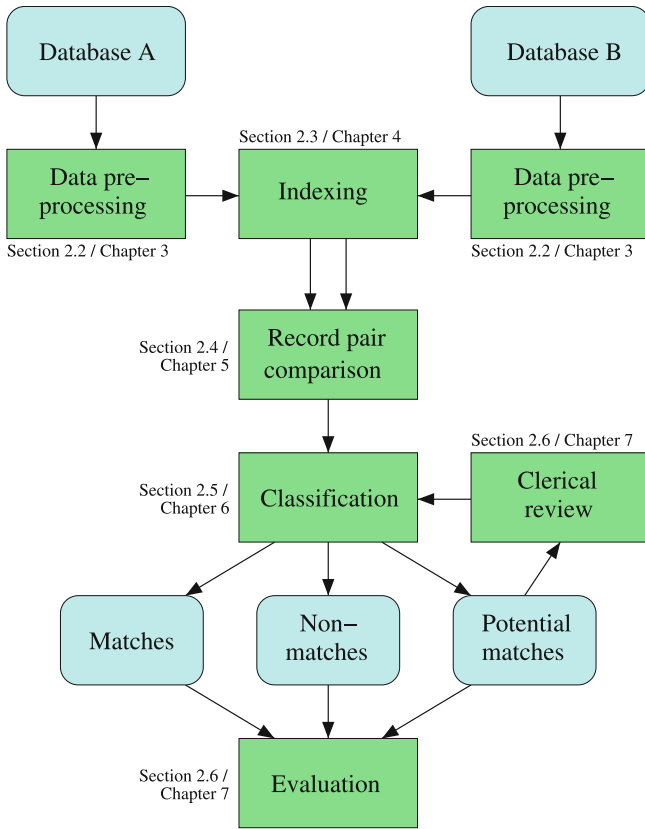 Database A
Database B
Section 2.3 / Chapter 4
Data pre-
processing
Indexing
Data pre-
processing
Section 2.2 / Chapter 3
Section 2.2 / Chapter 3
Section 2.4 /
Chapter 5
Record pair
comparison
Section 2.6 / Chapter 7
Section 2.5 /
Chapter 6
Classification
Clerical
review
Matches
Non-
matches
Potential
matches
Section 2.6 /
Chapter 7
Evaluation